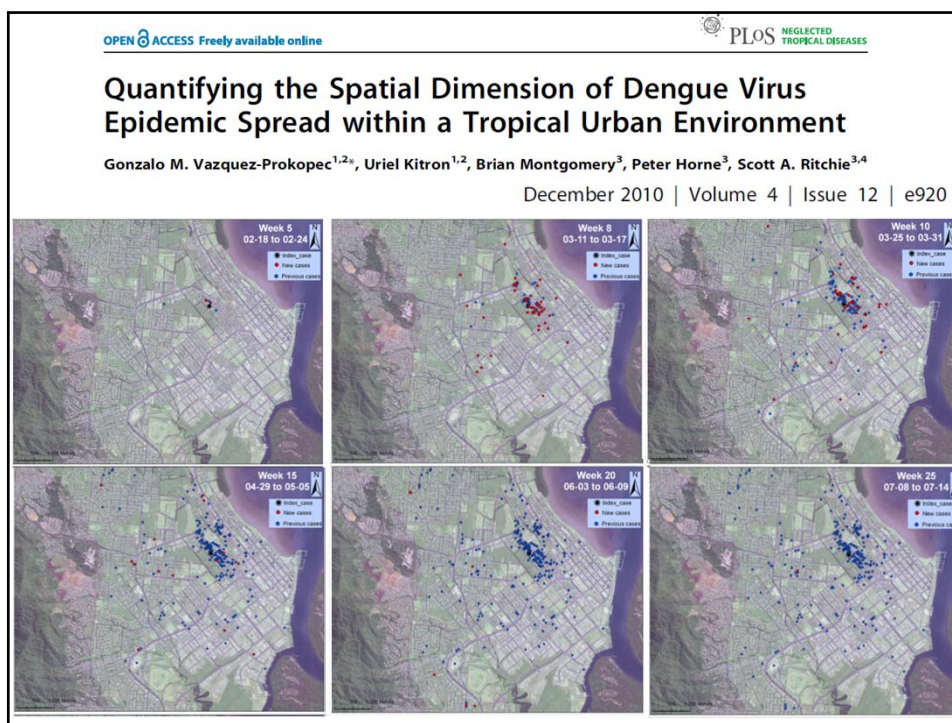 OPEN ACCESS Freely available online
PLoS NEGLECTED
TROPICAL DISEASES
Quantifying the Spatial Dimension of Dengue Virus
Epidemic Spread within a Tropical Urban Environment
Gonzalo M. Vazquez-Prokopec1,2*, Uriel Kitron1,2, Brian Montgomery3, Peter Horne3, Scott A. Ritchie3,4
December 2010 | Volume 4 | Issue 12 | e920
Week 5
02-18 to 02-24
N
Index_case
New cases
Previous cases
Week 8
03-11 to 03-17
N
Index_case
New cases
Previous cases
Week 10
03-25 to 03-31
N
Index_case
New cases
Previous cases
Week 15
04-29 to 05-05
N
Index_case
New cases
Previous cases
Week 20
06-03 to 06-09
N
Index_case
New cases
Previous cases
Week 25
07-08 to 07-14
N
Index_case
New cases
Previous cases